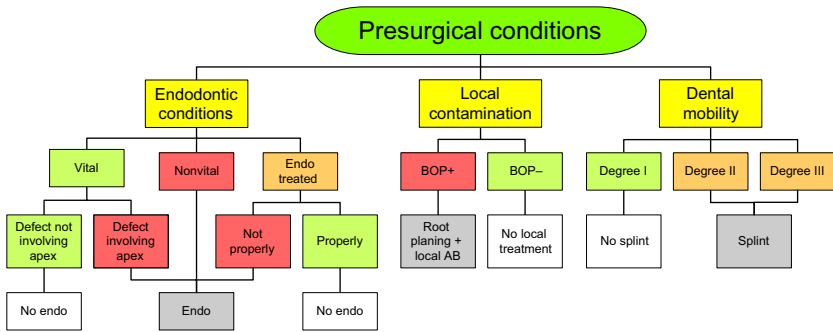 Presurgical conditions
Endodontic
conditions
Local
contamination
Dental
mobility
Vital
Nonvital
Endo
treated
BOP+
BOP–
Degree I
Degree II
Degree III
Defect not
involving
apex
Defect
involving
apex
Not
properly
Properly
Root
planing +
local AB
No local
treatment
No splint
Splint
No endo
Endo
No endo